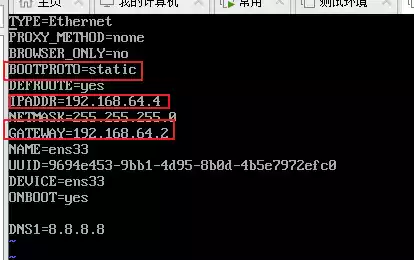 主页
我的计算机
常用
测试环境
TYPE=Ethernet
PROXY_METHOD=none
BROWSER_ONLY=no
BOOTPROTO=static
DEFROUTE=yes
IPADDR=192.168.64.4
NETMASK=255.255.255.0
GATEWAY=192.168.64.2
NAME=ens33
UUID=9694e453-9bb1-4d95-8b0d-4b5e7972efc0
DEVICE=ens33
ONBOOT=yes
DNS1=8.8.8.8
~
~